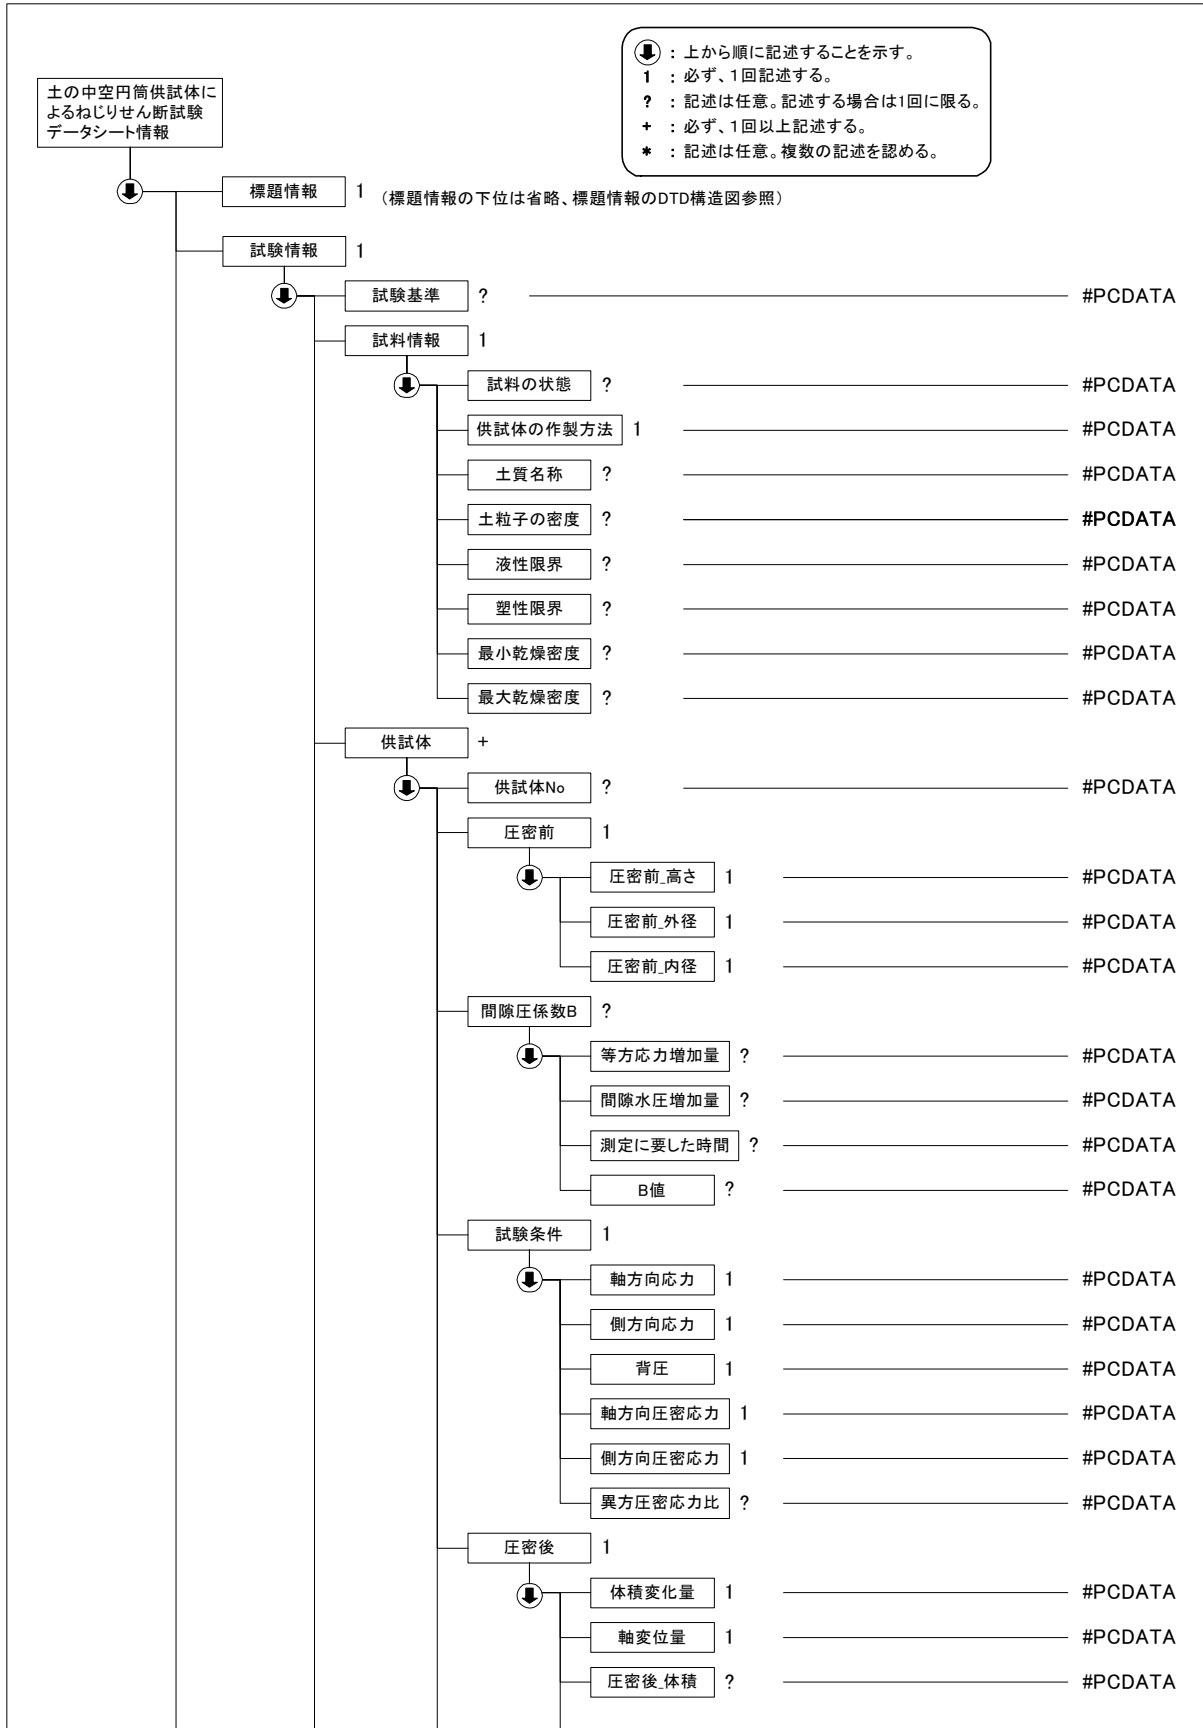 ⬇ : 上から順に記述することを示す。
1 : 必ず、1回記述する。
? : 記述は任意。記述する場合は1回に限る。
+ : 必ず、1回以上記述する。
* : 記述は任意。複数の記述を認める。
土の中空円筒供試体に
よるねじりせん断試験
データシート情報
標題情報 1 (標題情報の下位は省略、標題情報のDTD構造図参照)
試験情報 1
試験基準 ? #PCDATA
試料情報 1
試料の状態 ? #PCDATA
供試体の作製方法 1 #PCDATA
土質名称 ? #PCDATA
土粒子の密度 ? #PCDATA
液性限界 ? #PCDATA
塑性限界 ? #PCDATA
最小乾燥密度 ? #PCDATA
最大乾燥密度 ? #PCDATA
供試体 +
供試体No ? #PCDATA
圧密前 1
圧密前_高さ 1 #PCDATA
圧密前_外径 1 #PCDATA
圧密前_内径 1 #PCDATA
間隙圧係数B ?
等方応力増加量 ? #PCDATA
間隙水圧増加量 ? #PCDATA
測定に要した時間 ? #PCDATA
B値 ? #PCDATA
試験条件 1
軸方向応力 1 #PCDATA
側方向応力 1 #PCDATA
背圧 1 #PCDATA
軸方向圧密応力 1 #PCDATA
側方向圧密応力 1 #PCDATA
異方圧密応力比 ? #PCDATA
圧密後 1
体積変化量 1 #PCDATA
軸変位量 1 #PCDATA
圧密後_体積 ? #PCDATA